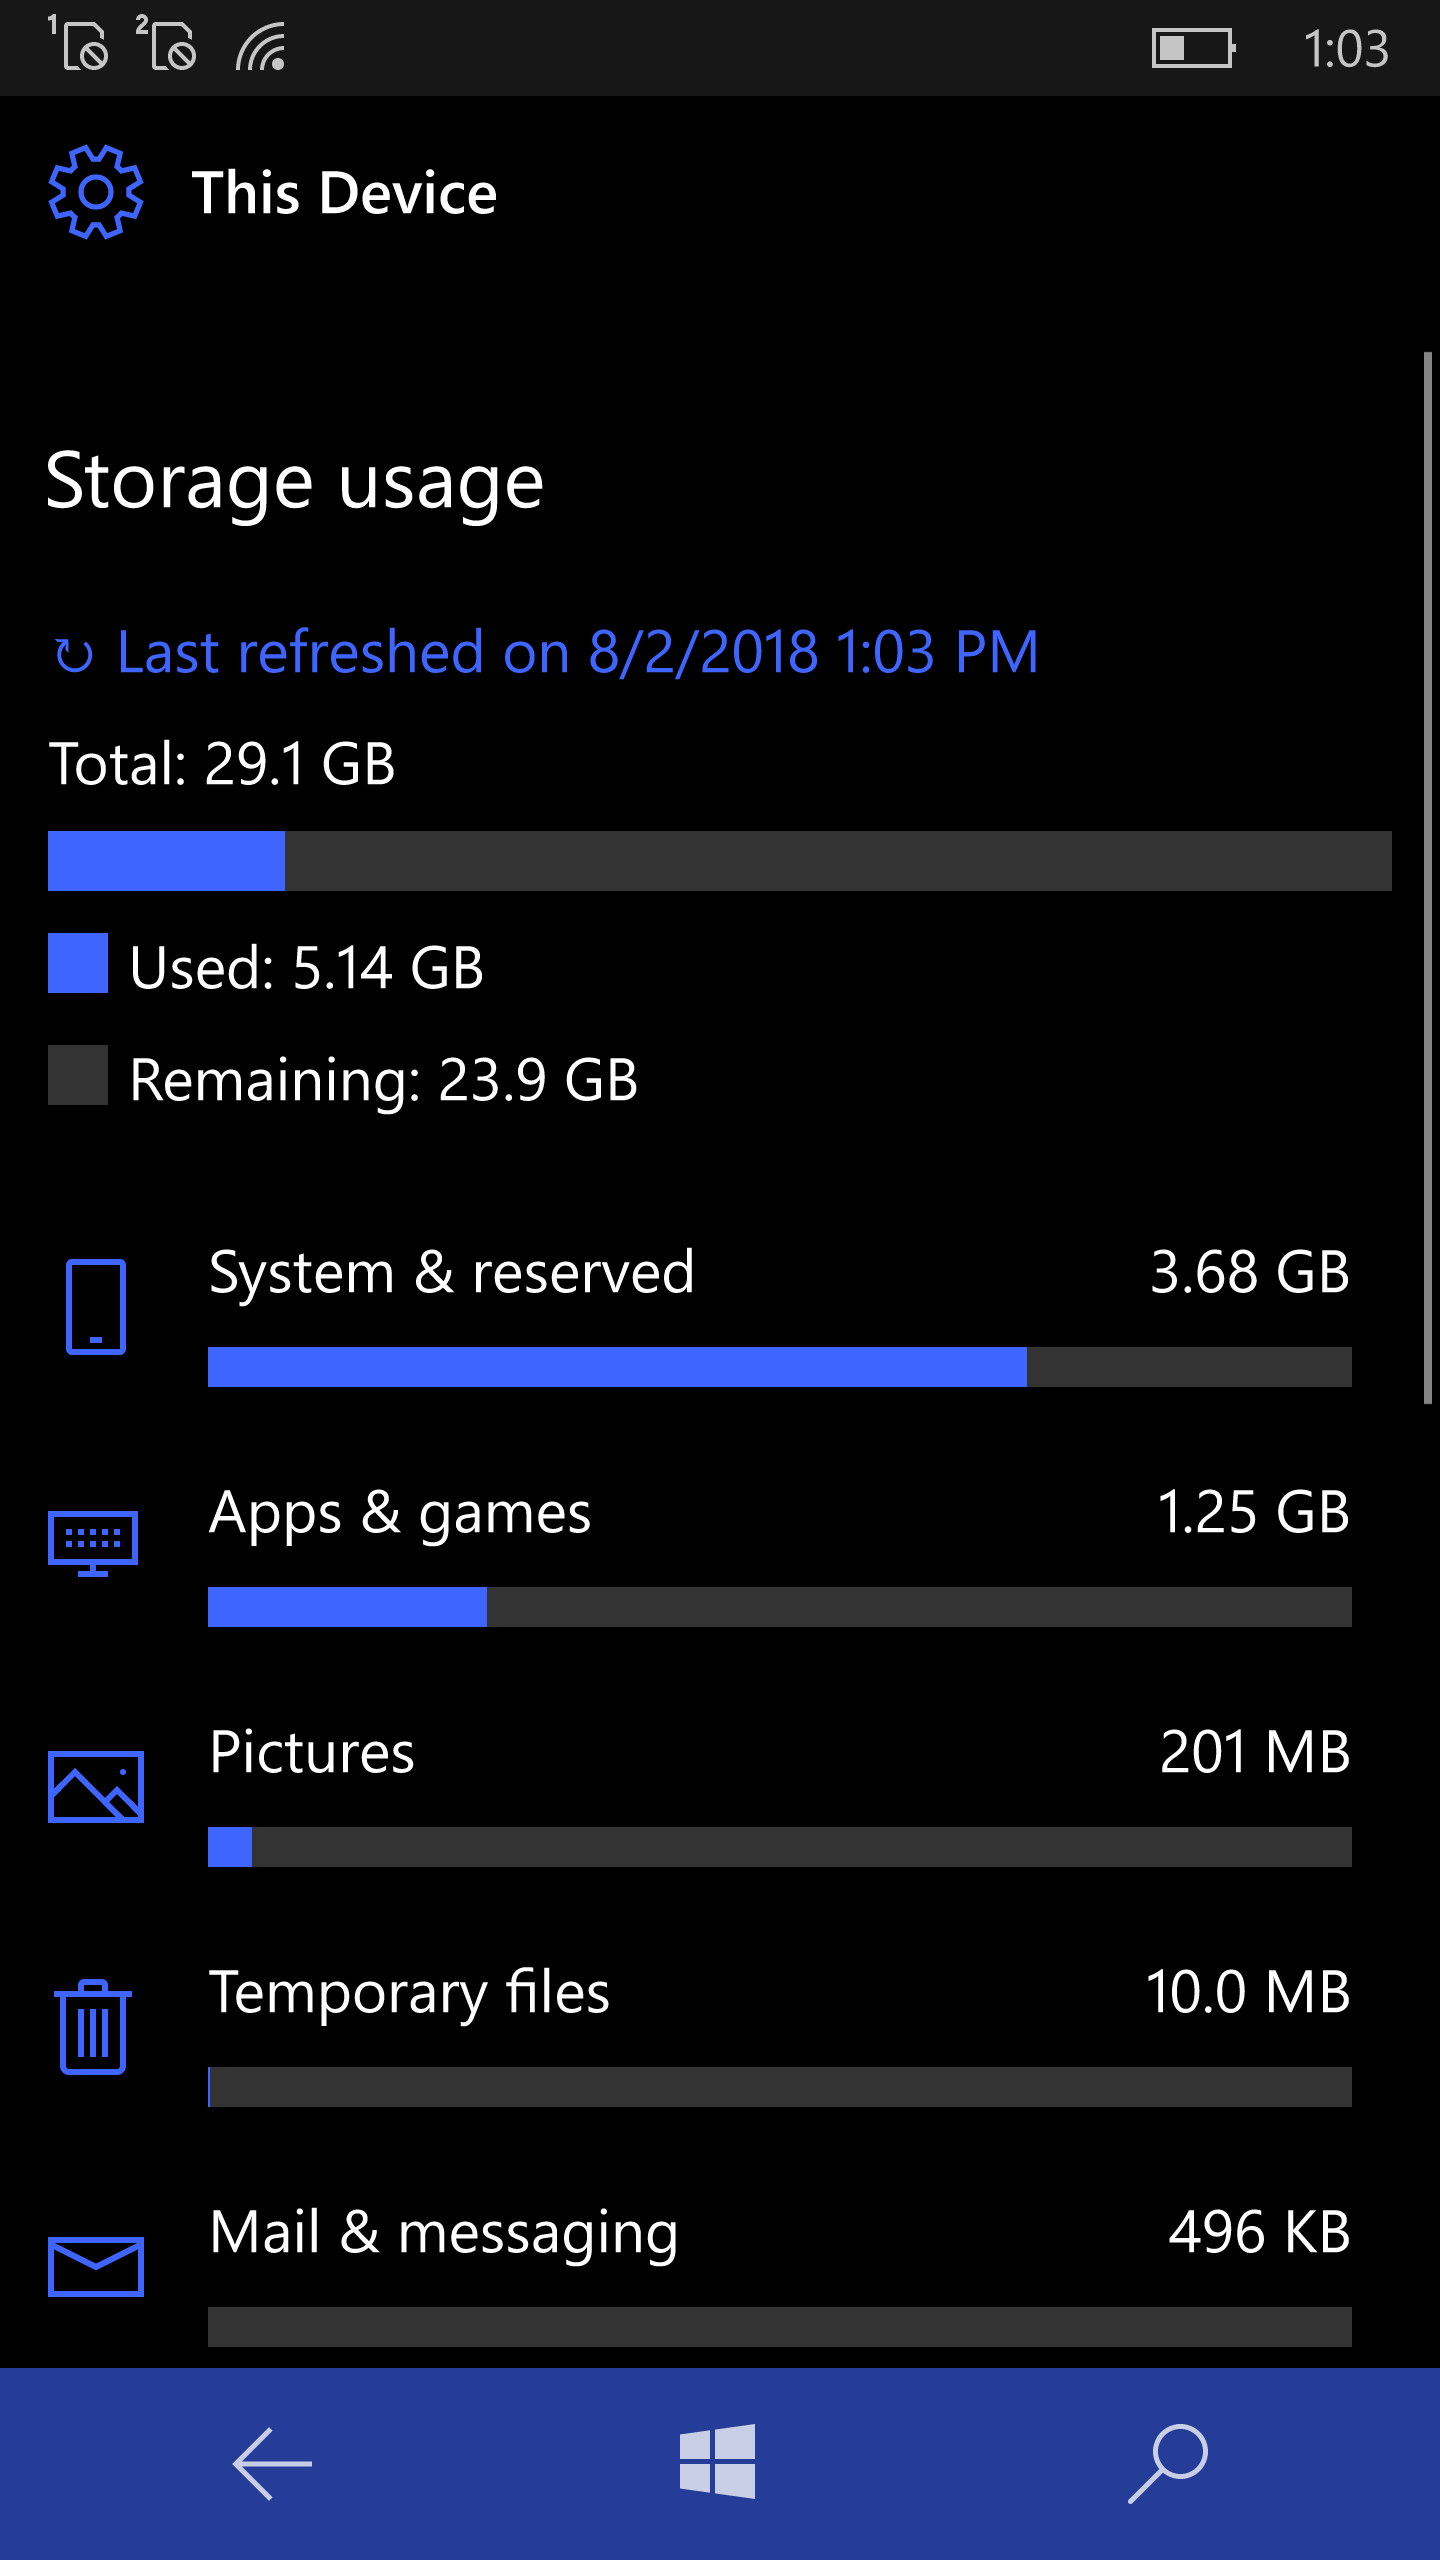 1 2 1:03
This Device
Storage usage
↻ Last refreshed on 8/2/2018 1:03 PM
Total: 29.1 GB
Used: 5.14 GB
Remaining: 23.9 GB
System & reserved 3.68 GB
Apps & games 1.25 GB
Pictures 201 MB
Temporary files 10.0 MB
Mail & messaging 496 KB